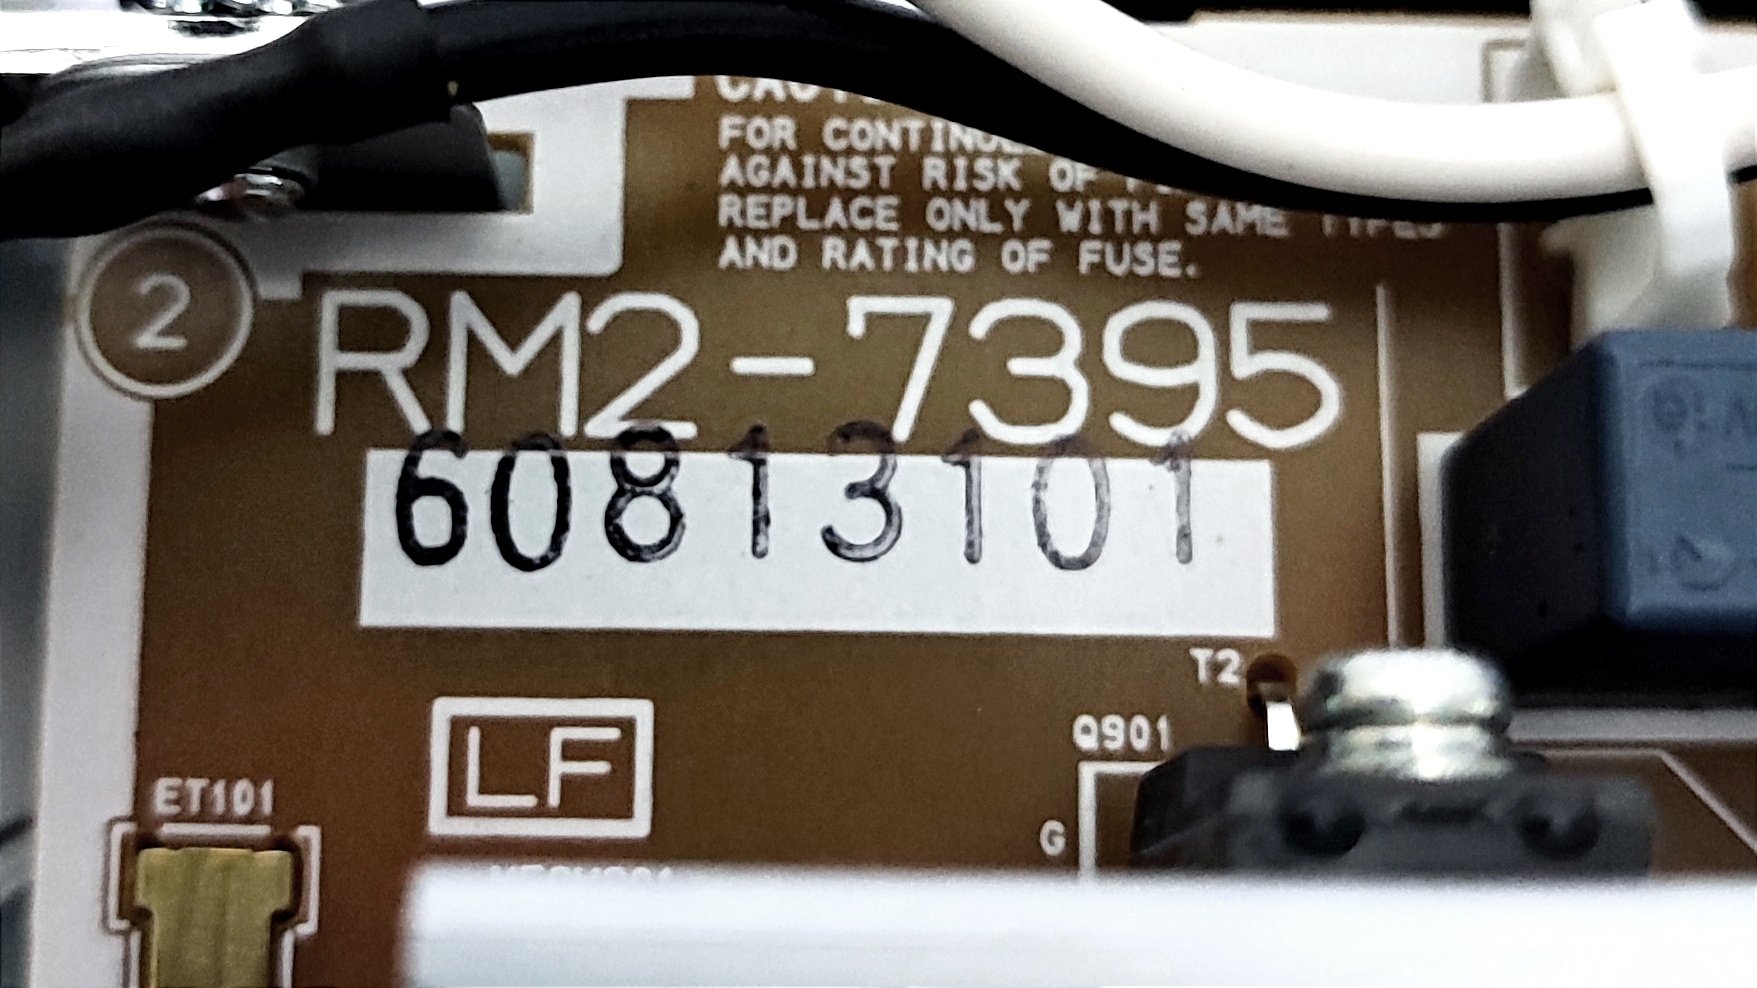 FOR
AGAINST RISK OF
REPLACE ONLY WITH SAME TYPES
AND RATING OF FUSE.
2
RM2-7395
60813101
T2
Q901
LF
ET101
G